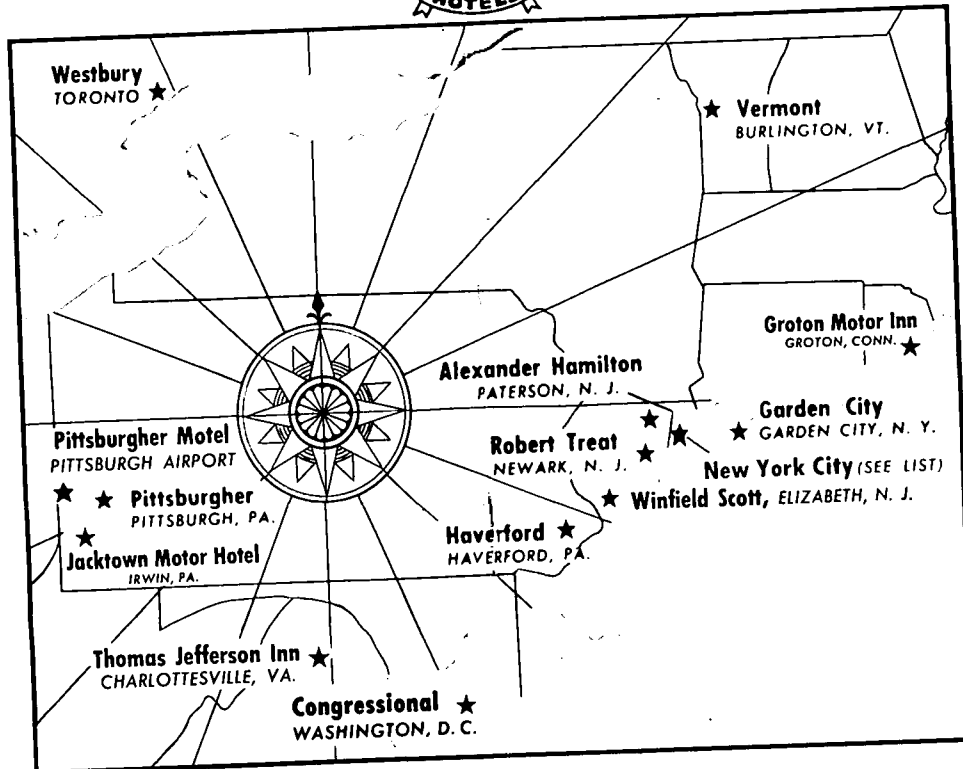 HOTELS
Westbury
TORONTO
Vermont
BURLINGTON, VT.
Groton Motor Inn
GROTON, CONN.
Alexander Hamilton
PATERSON, N. J.
Garden City
GARDEN CITY, N. Y.
Pittsburgher Motel
PITTSBURGH AIRPORT
Robert Treat
NEWARK, N. J.
New York City (SEE LIST)
Pittsburgher
PITTSBURGH, PA.
Winfield Scott, ELIZABETH, N. J.
Haverford
HAVERFORD, PA.
Jacktown Motor Hotel
IRWIN, PA.
Thomas Jefferson Inn
CHARLOTTESVILLE, VA.
Congressional
WASHINGTON, D. C.